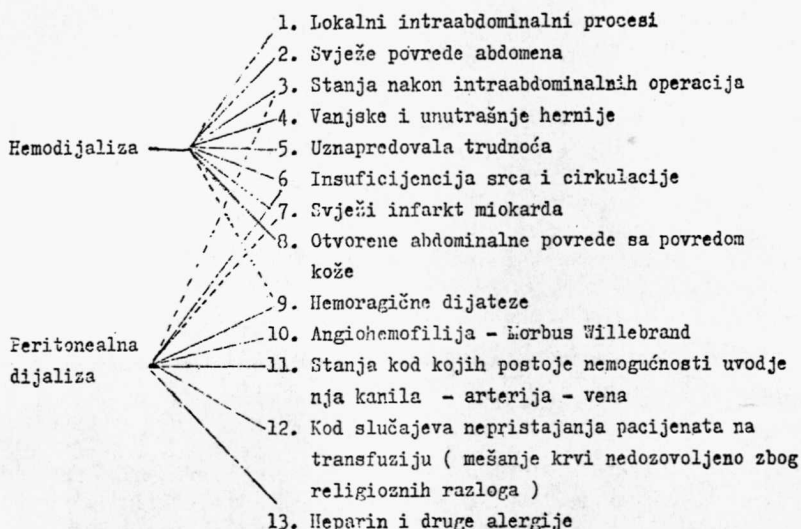 1. Lokalni intraabdominalni procesi
2. Svježe povrede abdomena
3. Stanja nakon intraabdominalnih operacija
4. Vanjske i unutrašnje hernije
Hemodijaliza
5. Uznapredovala trudnoća
6 Insuficijencija srca i cirkulacije
7. Svježi infarkt miokarda
8. Otvorene abdominalne povrede sa povredom
kože
9. Hemoragične dijateze
10. Angiohemofilija - Morbus Willebrand
Peritonealna
dijaliza
11. Stanja kod kojih postoje nemogućnosti uvodje
nja kanila - arterija - vena
12. Kod slučajeva nepristajanja pacijenata na
transfuziju ( mešanje krvi nedozovoljeno zbog
religioznih razloga )
13. Heparin i druge alergije